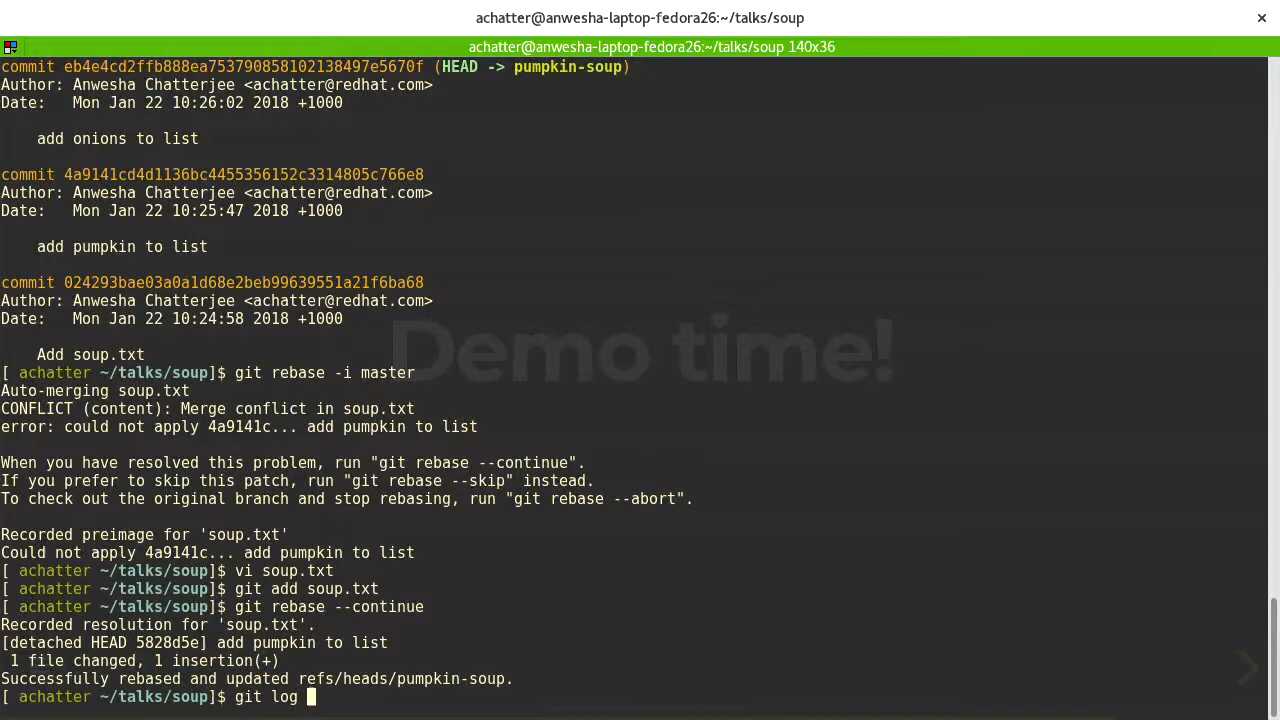 achatter@anwesha-laptop-fedora26:~/talks/soup
achatter@anwesha-laptop-fedora26:~/talks/soup 140x36
commit eb4e4cd2ffb888ea753790858102138497e5670f (HEAD -> pumpkin-soup)
Author: Anwesha Chatterjee <achatter@redhat.com>
Date:   Mon Jan 22 10:26:02 2018 +1000
    add onions to list
commit 4a9141cd4d1136bc4455356152c3314805c766e8
Author: Anwesha Chatterjee <achatter@redhat.com>
Date:   Mon Jan 22 10:25:47 2018 +1000
    add pumpkin to list
commit 024293bae03a0a1d68e2beb99639551a21f6ba68
Author: Anwesha Chatterjee <achatter@redhat.com>
Date:   Mon Jan 22 10:24:58 2018 +1000
Demo time!
    Add soup.txt
[ achatter ~/talks/soup]$ git rebase -i master
Auto-merging soup.txt
CONFLICT (content): Merge conflict in soup.txt
error: could not apply 4a9141c... add pumpkin to list
When you have resolved this problem, run "git rebase --continue".
If you prefer to skip this patch, run "git rebase --skip" instead.
To check out the original branch and stop rebasing, run "git rebase --abort".
Recorded preimage for 'soup.txt'
Could not apply 4a9141c... add pumpkin to list
[ achatter ~/talks/soup]$ vi soup.txt
[ achatter ~/talks/soup]$ git add soup.txt
[ achatter ~/talks/soup]$ git rebase --continue
Recorded resolution for 'soup.txt'.
[detached HEAD 5828d5e] add pumpkin to list
 1 file changed, 1 insertion(+)
Successfully rebased and updated refs/heads/pumpkin-soup.
[ achatter ~/talks/soup]$ git log